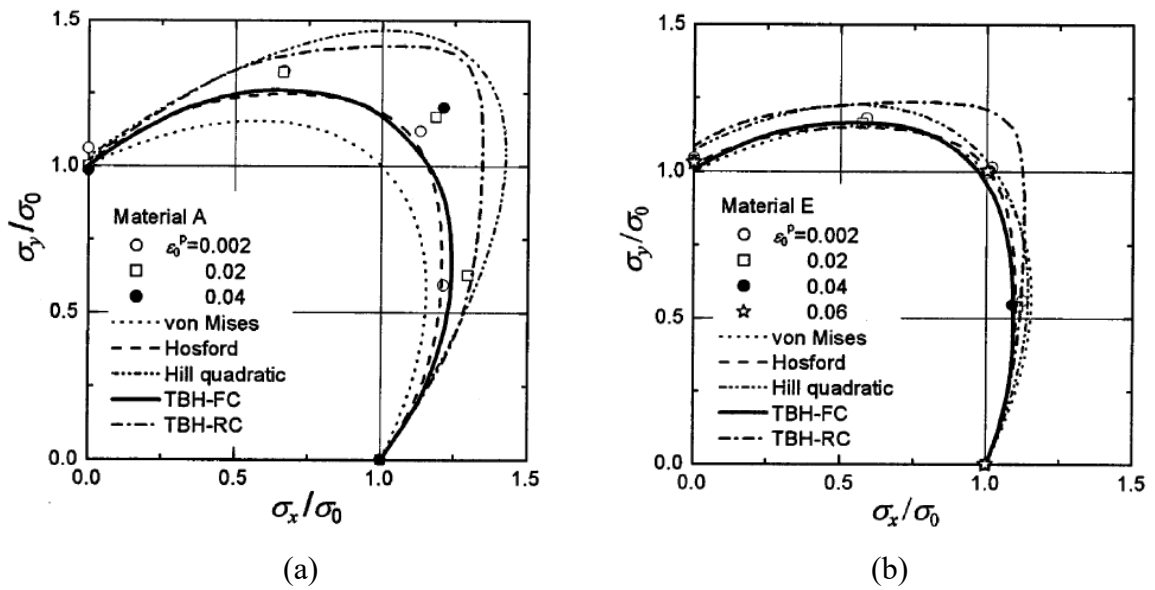 1.5
1.0
0.5
0.0
σy/σ0
Material A
ε0^p=0.002
0.02
0.04
von Mises
Hosford
Hill quadratic
TBH-FC
TBH-RC
0.0 0.5 1.0 1.5
σx/σ0
(a)
1.5
1.0
0.5
0.0
σy/σ0
Material E
ε0^p=0.002
0.02
0.04
0.06
von Mises
Hosford
Hill quadratic
TBH-FC
TBH-RC
0.0 0.5 1.0 1.5
σx/σ0
(b)